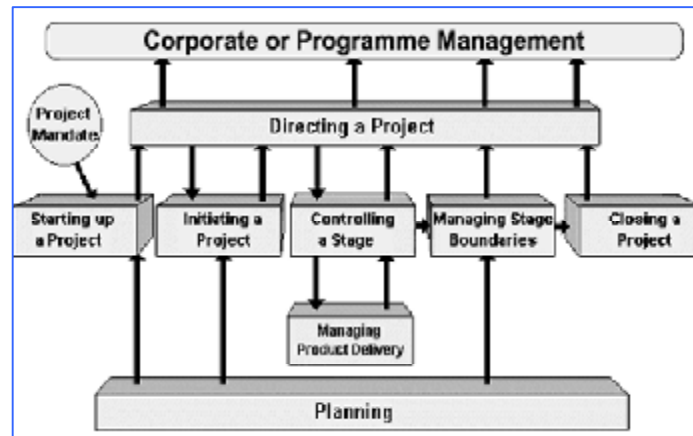 Corporate or Programme Management
Project
Mandate
Directing a Project
Starting up
a Project
Initiating a
Project
Controlling
a Stage
Managing Stage
Boundaries
Closing a
Project
Managing
Product Delivery
Planning